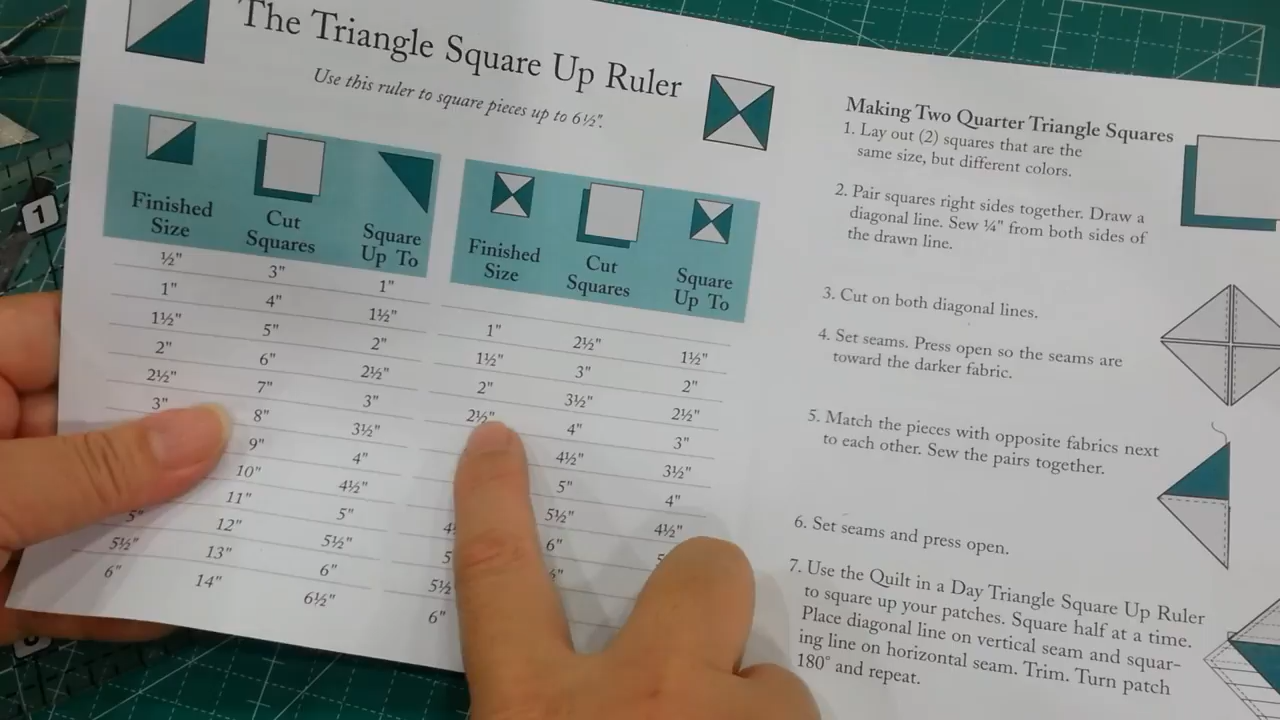 The Triangle Square Up Ruler
Use this ruler to square pieces up to 6½".
Finished Size
Cut Squares
Square Up To
½" 3" 1"
1" 4" 1½"
1½" 5" 2"
2" 6" 2½"
2½" 7" 3"
3" 8" 3½"
9" 4"
10" 4½"
11" 5"
5" 12" 5½"
5½" 13" 6"
6" 14" 6½"
Finished Size
Cut Squares
Square Up To
1" 2½" 1½"
1½" 3" 2"
2" 3½" 2½"
2½" 4" 3"
4½" 3½"
5" 4"
5½" 4½"
6"
5½
6"
Making Two Quarter Triangle Squares
1. Lay out (2) squares that are the
same size, but different colors.
2. Pair squares right sides together. Draw a
diagonal line. Sew ¼" from both sides of
the drawn line.
3. Cut on both diagonal lines.
4. Set seams. Press open so the seams are
toward the darker fabric.
5. Match the pieces with opposite fabrics next
to each other. Sew the pairs together.
6. Set seams and press open.
7. Use the Quilt in a Day Triangle Square Up Ruler
to square up your patches. Square half at a time.
Place diagonal line on vertical seam and squar-
ing line on horizontal seam. Trim. Turn patch
180° and repeat.
1